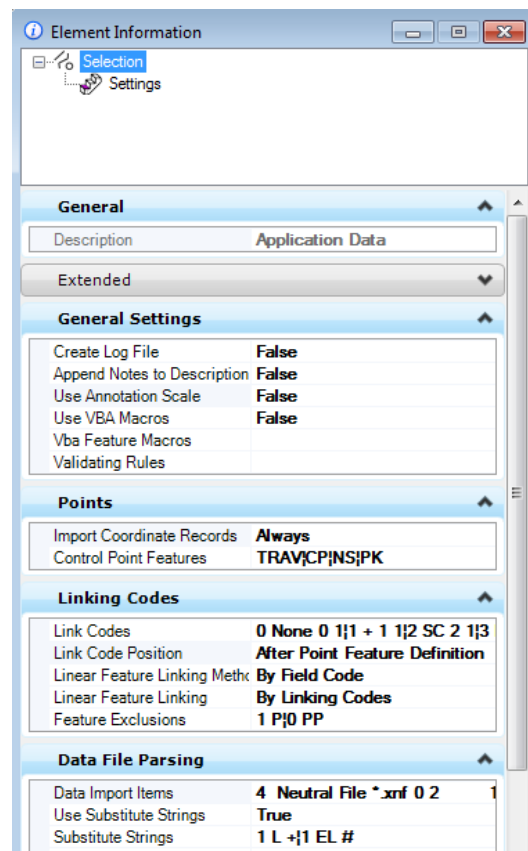 Element Information
Selection
Settings
General
Description Application Data
Extended
General Settings
Create Log File False
Append Notes to Description False
Use Annotation Scale False
Use VBA Macros False
Vba Feature Macros
Validating Rules
Points
Import Coordinate Records Always
Control Point Features TRAV¦CP¦NS¦PK
Linking Codes
Link Codes 0 None 0 1¦1 + 1 1¦2 SC 2 1¦3
Link Code Position After Point Feature Definition
Linear Feature Linking Metho By Field Code
Linear Feature Linking By Linking Codes
Feature Exclusions 1 P¦0 PP
Data File Parsing
Data Import Items 4 Neutral File *.xnf 0 2 1
Use Substitute Strings True
Substitute Strings 1 L +¦1 EL #